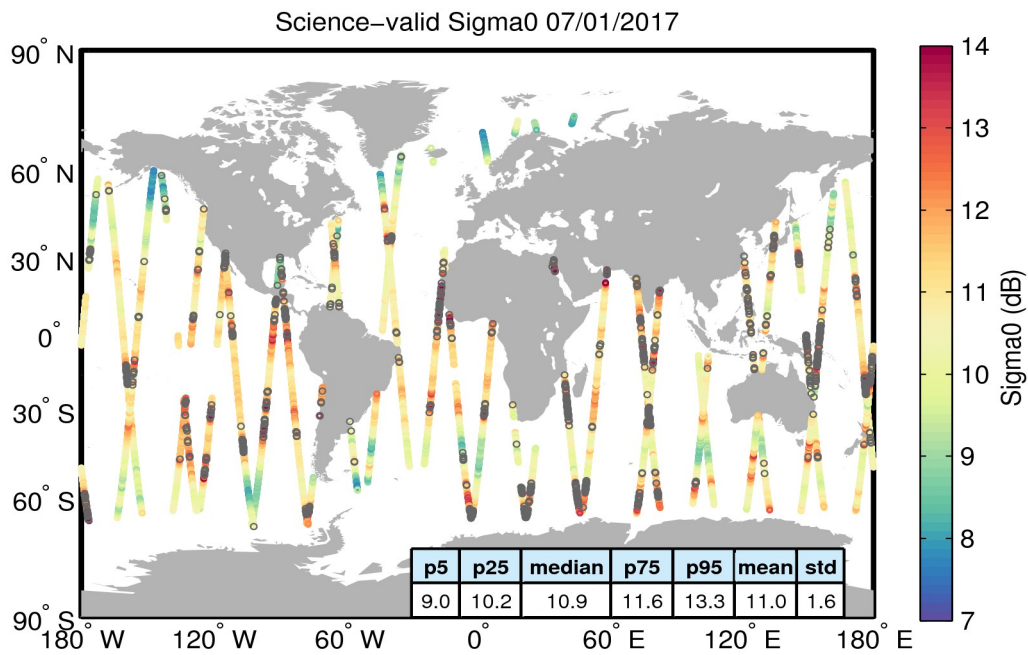 Science−valid Sigma0 07/01/2017
90° N
60° N
30° N
0°
30° S
60° S
90° S
180° W
120° W
60° W
0°
60° E
120° E
180° E
p5 p25 median p75 p95 mean std
9.0 10.2 10.9 11.6 13.3 11.0 1.6
14
13
12
11
10
9
8
7
Sigma0 (dB)